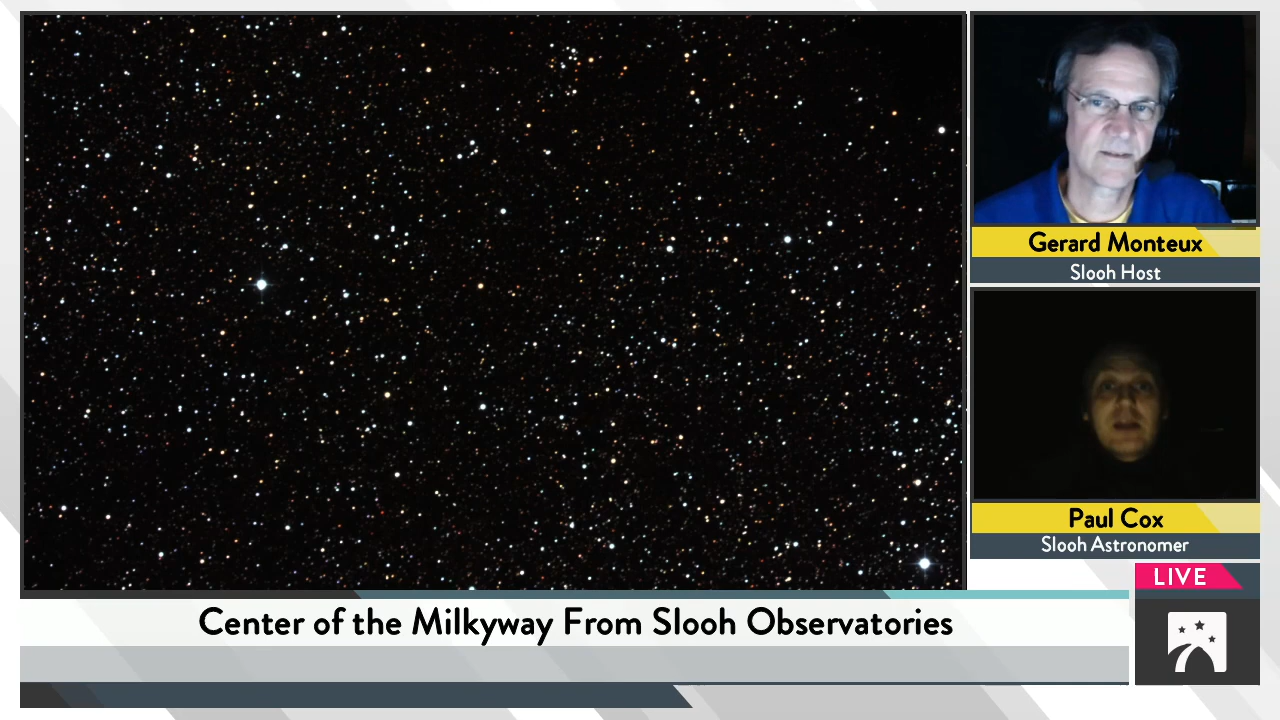 Gerard Monteux
Slooh Host
Paul Cox
Slooh Astronomer
LIVE
Center of the Milkyway From Slooh Observatories